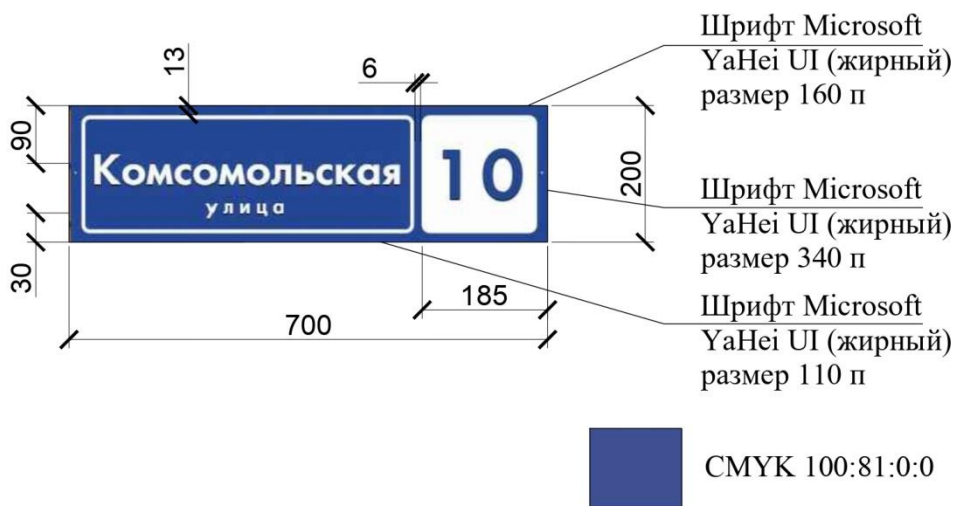 Шрифт Microsoft
YaHei UI (жирный)
размер 160 п
13
6
90
Комсомольская
улица
10
200
Шрифт Microsoft
YaHei UI (жирный)
размер 340 п
30
185
700
Шрифт Microsoft
YaHei UI (жирный)
размер 110 п
CMYK 100:81:0:0